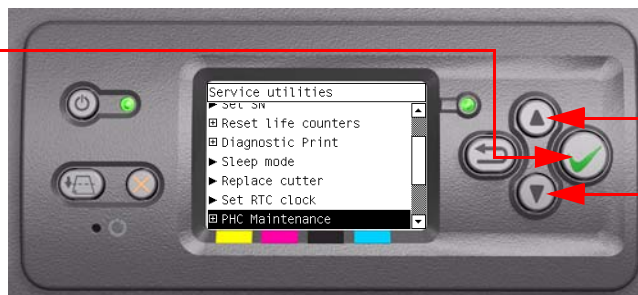 Service utilities
► Set SN
⊞ Reset life counters
⊞ Diagnostic Print
► Sleep mode
► Replace cutter
► Set RTC clock
⊞ PHC Maintenance